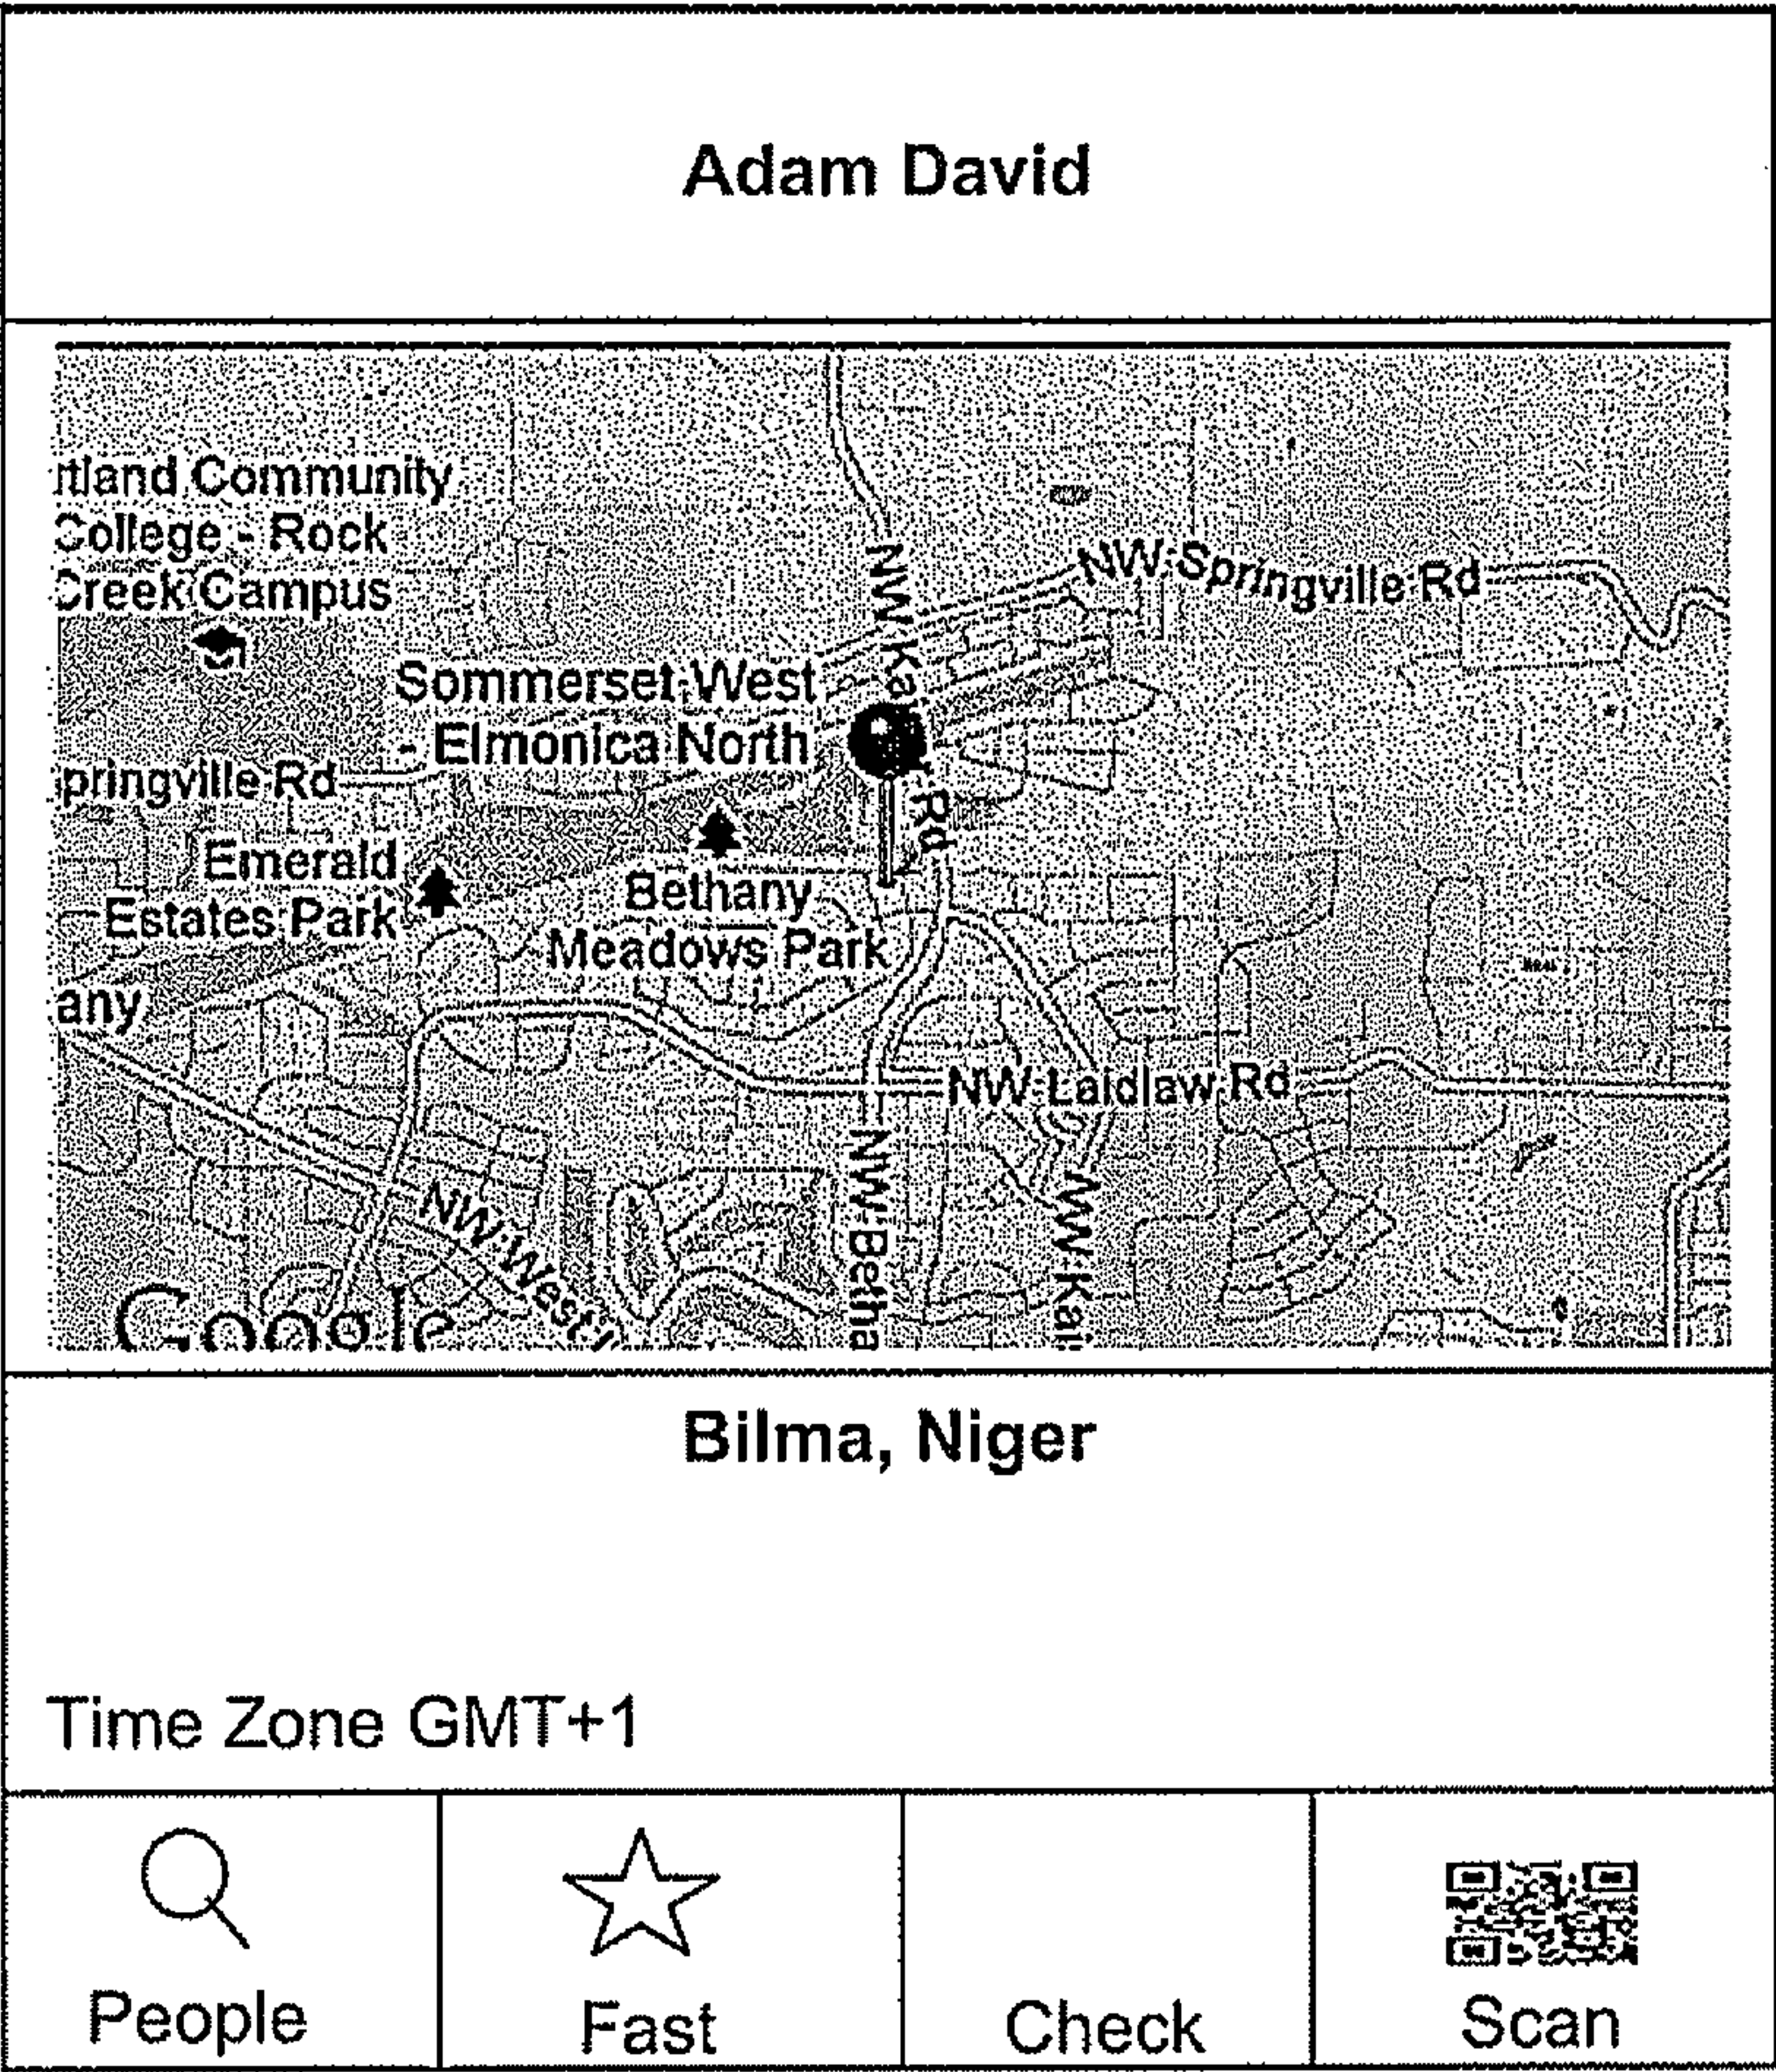 Adam David
rtland Community
College - Rock
Creek Campus
NW Springville Rd
NW Ka
Rd
Sommerset West
- Elmonica North
pringville Rd
Emerald
Estates Park
Bethany
Meadows Park
any
NW Laidlaw Rd
NW West
NW Betha
NW Kai
Google
Bilma, Niger
Time Zone GMT+1
People
Fast
Check
Scan